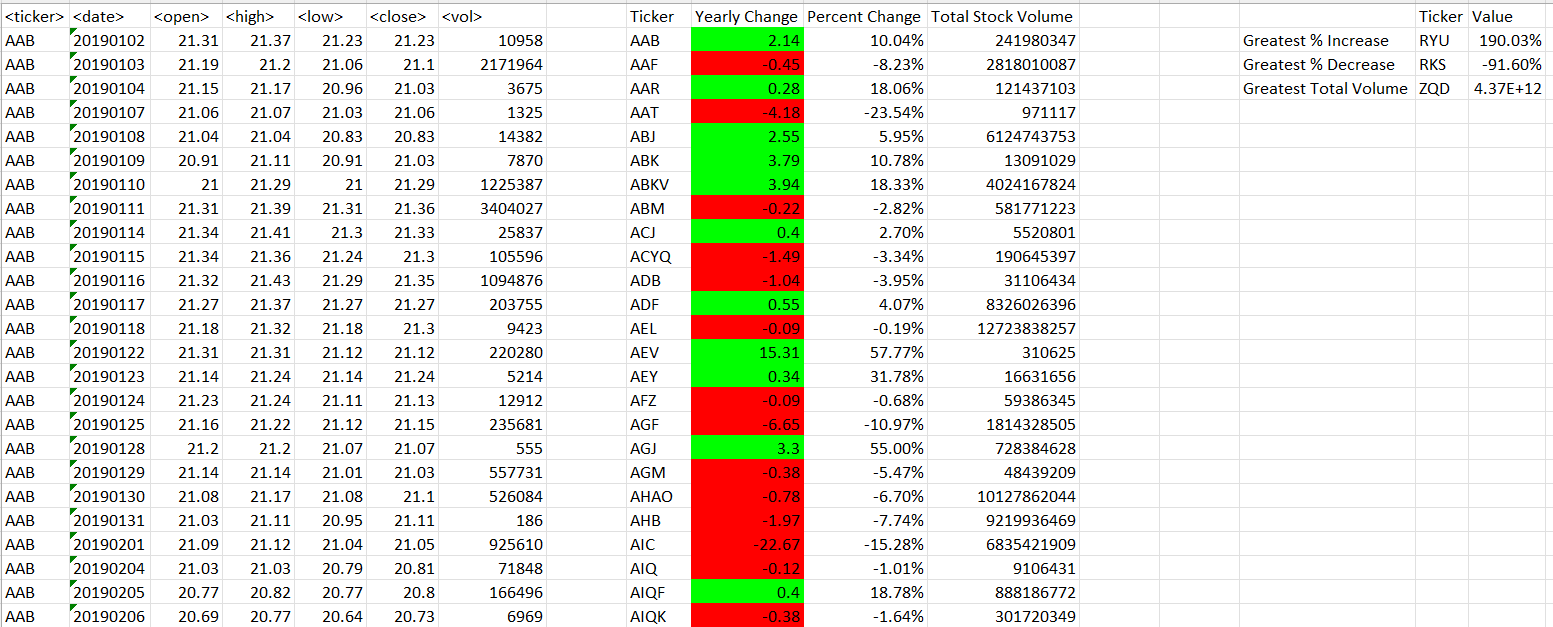 <ticker> <date> <open> <high> <low> <close> <vol> Ticker Yearly Change Percent Change Total Stock Volume Ticker Value
AAB 20190102 21.31 21.37 21.23 21.23 10958 AAB 2.14 10.04% 241980347 Greatest % Increase RYU 190.03%
AAB 20190103 21.19 21.2 21.06 21.1 2171964 AAF -0.45 -8.23% 2818010087 Greatest % Decrease RKS -91.60%
AAB 20190104 21.15 21.17 20.96 21.03 3675 AAR 0.28 18.06% 121437103 Greatest Total Volume ZQD 4.37E+12
AAB 20190107 21.06 21.07 21.03 21.06 1325 AAT -4.18 -23.54% 971117
AAB 20190108 21.04 21.04 20.83 20.83 14382 ABJ 2.55 5.95% 6124743753
AAB 20190109 20.91 21.11 20.91 21.03 7870 ABK 3.79 10.78% 13091029
AAB 20190110 21 21.29 21 21.29 1225387 ABKV 3.94 18.33% 4024167824
AAB 20190111 21.31 21.39 21.31 21.36 3404027 ABM -0.22 -2.82% 581771223
AAB 20190114 21.34 21.41 21.3 21.33 25837 ACJ 0.4 2.70% 5520801
AAB 20190115 21.34 21.36 21.24 21.3 105596 ACYQ -1.49 -3.34% 190645397
AAB 20190116 21.32 21.43 21.29 21.35 1094876 ADB -1.04 -3.95% 31106434
AAB 20190117 21.27 21.37 21.27 21.27 203755 ADF 0.55 4.07% 8326026396
AAB 20190118 21.18 21.32 21.18 21.3 9423 AEL -0.09 -0.19% 12723838257
AAB 20190122 21.31 21.31 21.12 21.12 220280 AEV 15.31 57.77% 310625
AAB 20190123 21.14 21.24 21.14 21.24 5214 AEY 0.34 31.78% 16631656
AAB 20190124 21.23 21.24 21.11 21.13 12912 AFZ -0.09 -0.68% 59386345
AAB 20190125 21.16 21.22 21.12 21.15 235681 AGF -6.65 -10.97% 1814328505
AAB 20190128 21.2 21.2 21.07 21.07 555 AGJ 3.3 55.00% 728384628
AAB 20190129 21.14 21.14 21.01 21.03 557731 AGM -0.38 -5.47% 48439209
AAB 20190130 21.08 21.17 21.08 21.1 526084 AHAO -0.78 -6.70% 10127862044
AAB 20190131 21.03 21.11 20.95 21.11 186 AHB -1.97 -7.74% 9219936469
AAB 20190201 21.09 21.12 21.04 21.05 925610 AIC -22.67 -15.28% 6835421909
AAB 20190204 21.03 21.03 20.79 20.81 71848 AIQ -0.12 -1.01% 9106431
AAB 20190205 20.77 20.82 20.77 20.8 166496 AIQF 0.4 18.78% 888186772
AAB 20190206 20.69 20.77 20.64 20.73 6969 AIQK -0.38 -1.64% 301720349